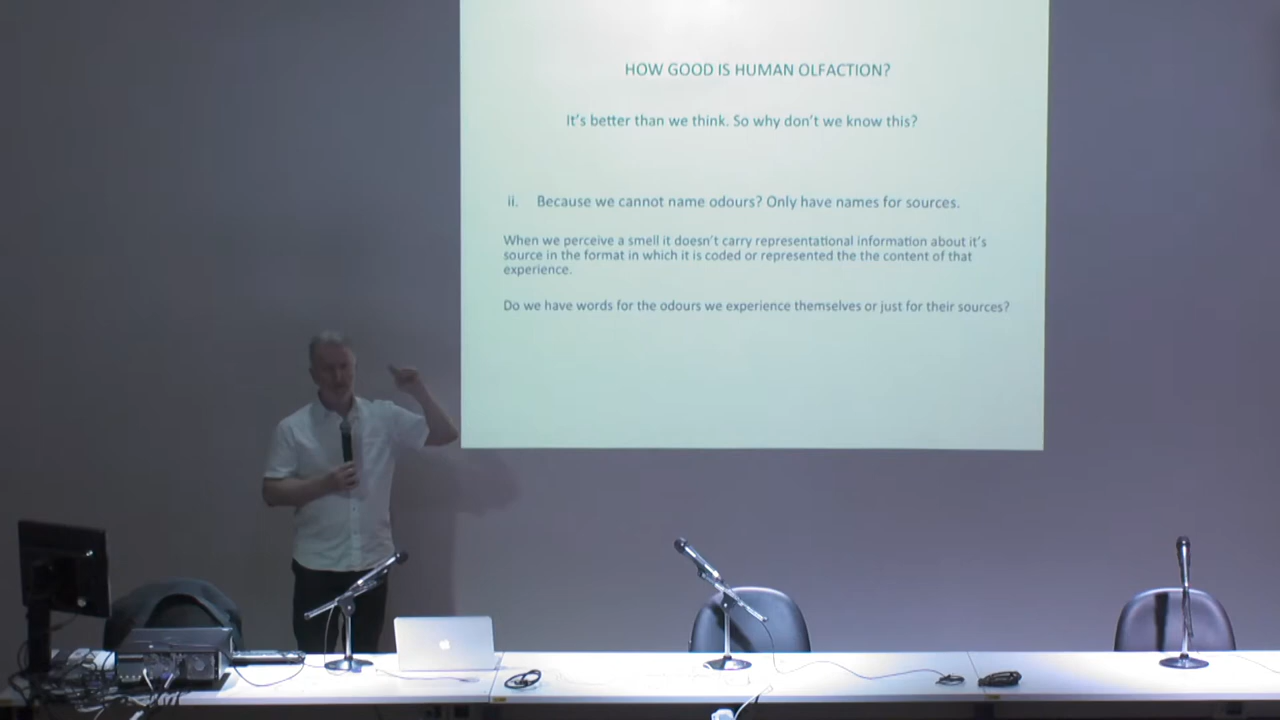 HOW GOOD IS HUMAN OLFACTION?
It's better than we think. So why don't we know this?
ii. Because we cannot name odours? Only have names for sources.
When we perceive a smell it doesn't carry representational information about it's
source in the format in which it is coded or represented the the content of that
experience.
Do we have words for the odours we experience themselves or just for their sources?